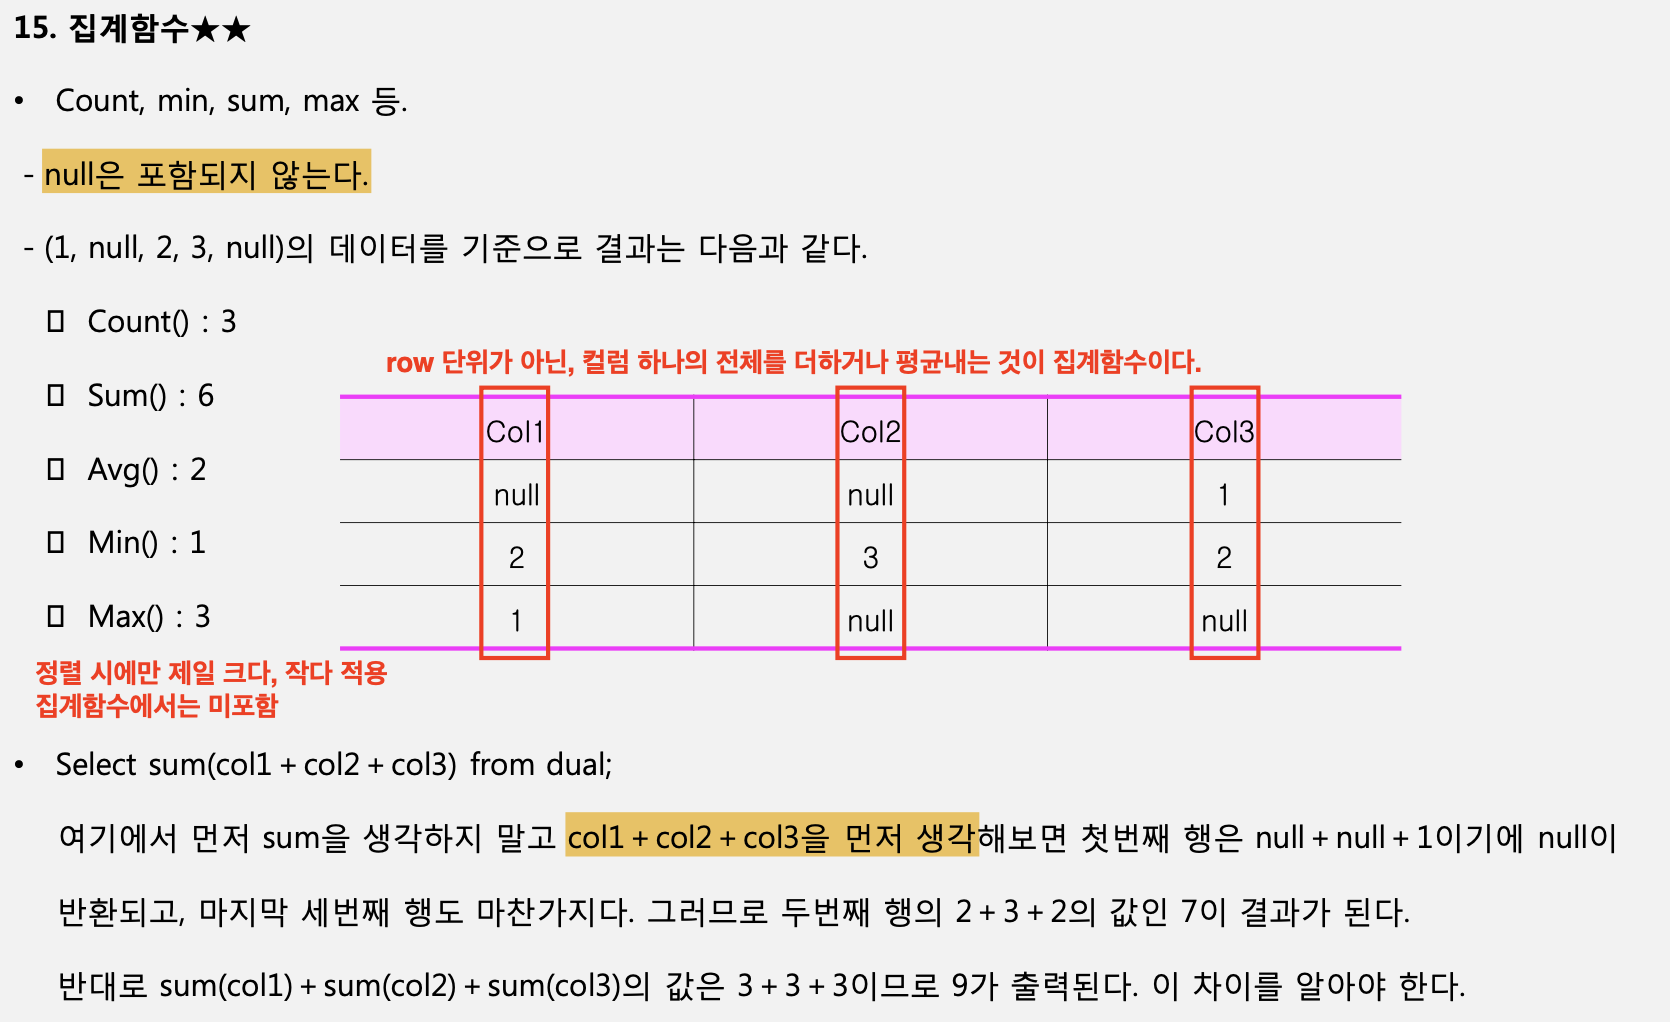 15. 집계함수★★
• Count, min, sum, max 등.
- null은 포함되지 않는다.
- (1, null, 2, 3, null)의 데이터를 기준으로 결과는 다음과 같다.
Count() : 3
Sum() : 6
Avg() : 2
Min() : 1
Max() : 3
정렬 시에만 제일 크다, 작다 적용
집계함수에서는 미포함
row 단위가 아닌, 컬럼 하나의 전체를 더하거나 평균내는 것이 집계함수이다.
Col1 Col2 Col3
null null 1
2 3 2
1 null null
• Select sum(col1 + col2 + col3) from dual;
여기에서 먼저 sum을 생각하지 말고 col1 + col2 + col3을 먼저 생각해보면 첫번째 행은 null + null + 1이기에 null이
반환되고, 마지막 세번째 행도 마찬가지다. 그러므로 두번째 행의 2 + 3 + 2의 값인 7이 결과가 된다.
반대로 sum(col1) + sum(col2) + sum(col3)의 값은 3 + 3 + 3이므로 9가 출력된다. 이 차이를 알아야 한다.